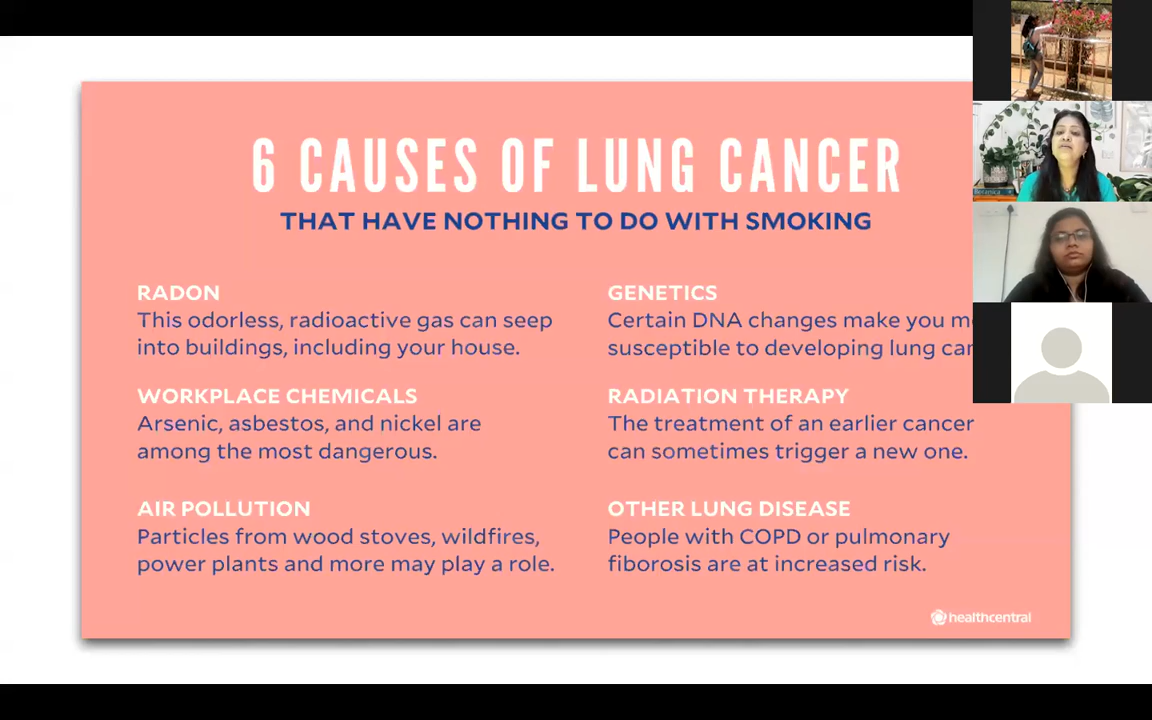 6 CAUSES OF LUNG CANCER
THAT HAVE NOTHING TO DO WITH SMOKING
RADON
This odorless, radioactive gas can seep
into buildings, including your house.
WORKPLACE CHEMICALS
Arsenic, asbestos, and nickel are
among the most dangerous.
AIR POLLUTION
Particles from wood stoves, wildfires,
power plants and more may play a role.
GENETICS
Certain DNA changes make you
susceptible to developing lung
RADIATION THERAPY
The treatment of an earlier cancer
can sometimes trigger a new one.
OTHER LUNG DISEASE
People with COPD or pulmonary
fiborosis are at increased risk.
healthcentral